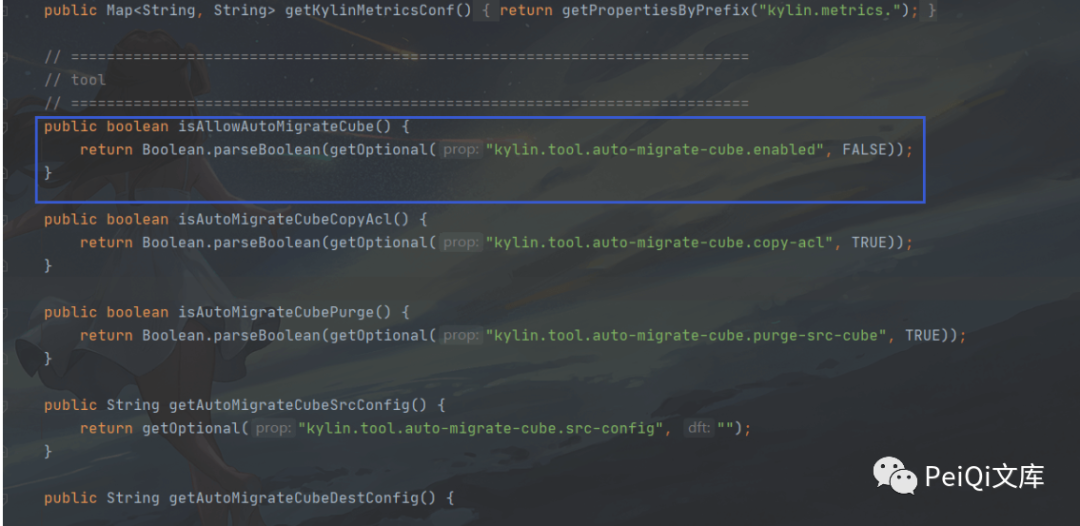 public Map<String, String> getKylinMetricsConf() { return getPropertiesByPrefix("kylin.metrics."); }
// ============================================================================
// tool
// ============================================================================
public boolean isAllowAutoMigrateCube() {
return Boolean.parseBoolean(getOptional( prop: "kylin.tool.auto-migrate-cube.enabled", FALSE));
}
public boolean isAutoMigrateCubeCopyAcl() {
return Boolean.parseBoolean(getOptional( prop: "kylin.tool.auto-migrate-cube.copy-acl", TRUE));
}
public boolean isAutoMigrateCubePurge() {
return Boolean.parseBoolean(getOptional( prop: "kylin.tool.auto-migrate-cube.purge-src-cube", TRUE));
}
public String getAutoMigrateCubeSrcConfig() {
return getOptional( prop: "kylin.tool.auto-migrate-cube.src-config", dft: "");
}
public String getAutoMigrateCubeDestConfig() {
PeiQi文库